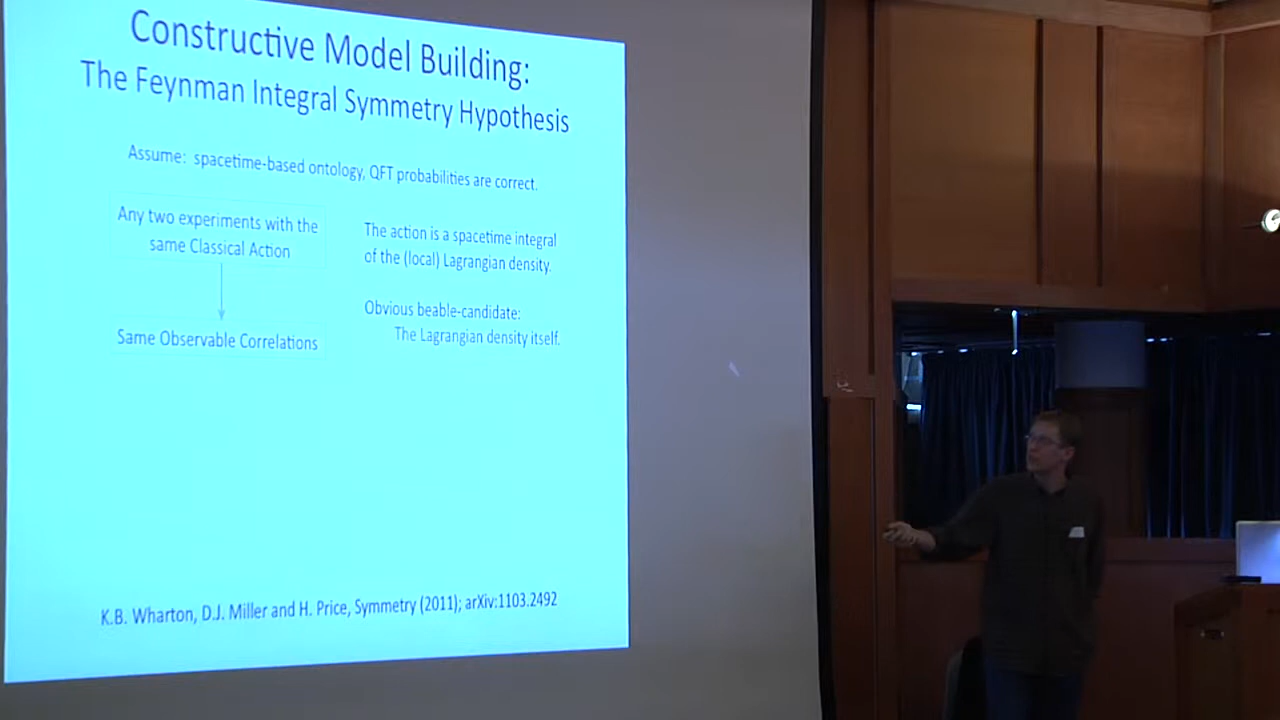 Constructive Model Building:
The Feynman Integral Symmetry Hypothesis
Assume: spacetime-based ontology, QFT probabilities are correct.
Any two experiments with the
same Classical Action
Same Observable Correlations
The action is a spacetime integral
of the (local) Lagrangian density.
Obvious beable-candidate:
The Lagrangian density itself.
K.B. Wharton, D.J. Miller and H. Price, Symmetry (2011); arXiv:1103.2492